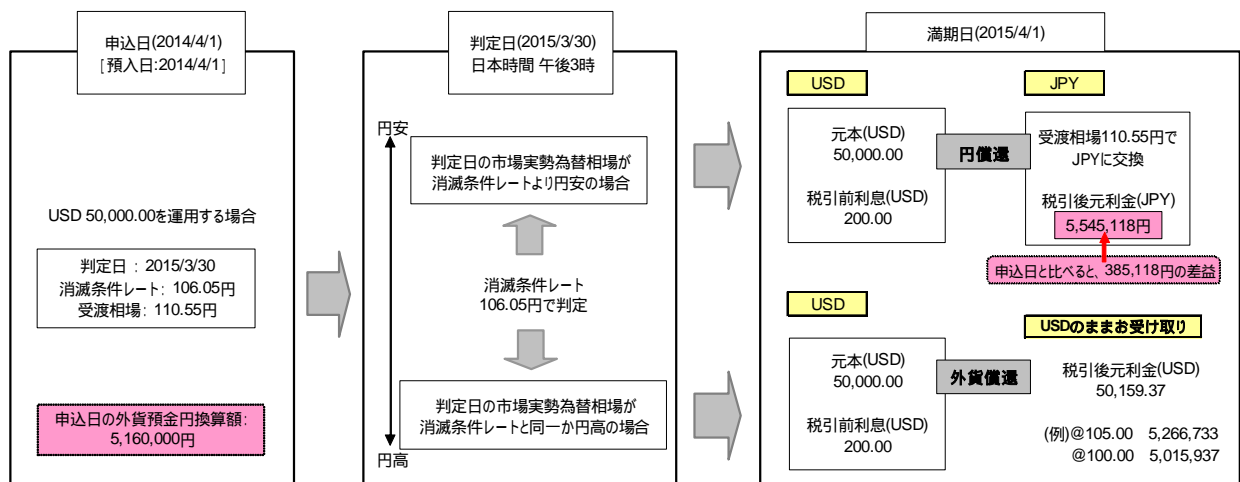 申込日(2014/4/1)
[預入日:2014/4/1]
USD 50,000.00を運用する場合
判定日 : 2015/3/30
消滅条件レート: 106.05円
受渡相場: 110.55円
申込日の外貨預金円換算額:
5,160,000円
判定日(2015/3/30)
日本時間 午後3時
円安
判定日の市場実勢為替相場が
消滅条件レートより円安の場合
消滅条件レート
106.05円で判定
判定日の市場実勢為替相場が
消滅条件レートと同一か円高の場合
円高
満期日(2015/4/1)
USD
元本(USD)
50,000.00
税引前利息(USD)
200.00
円償還
JPY
受渡相場110.55円で
JPYに交換
税引後元利金(JPY)
5,545,118円
申込日と比べると、385,118円の差益
USD
元本(USD)
50,000.00
税引前利息(USD)
200.00
外貨償還
USDのままお受け取り
税引後元利金(USD)
50,159.37
(例)@105.00 5,266,733
@100.00 5,015,937